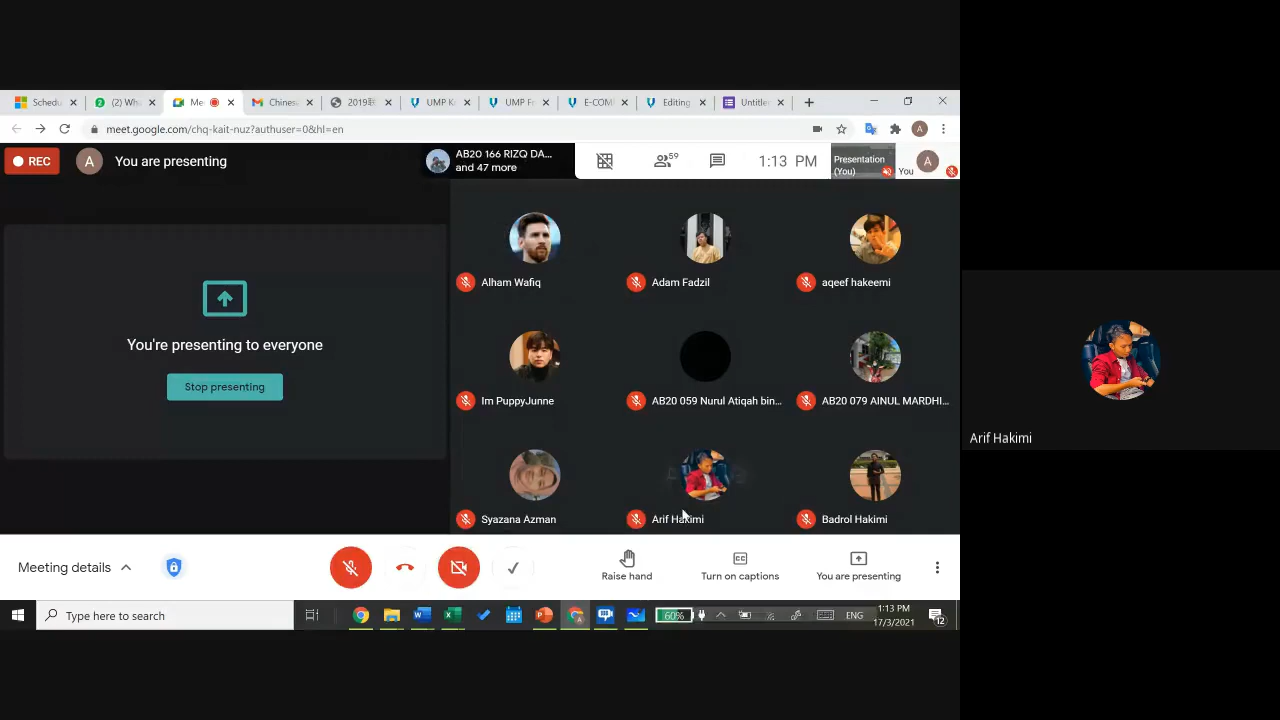 Schedu
(2) Wha
Me
Chines
2019
UMP K
UMP Fr
E-COM
Editing
Untitle
meet.google.com/chq-kait-nuz?authuser=0&hl=en
REC
A
You are presenting
AB20 166 RIZQ DA...
and 47 more
59
1:13 PM
Presentation
(You)
You
A
Alham Wafiq
Adam Fadzil
aqeef hakeemi
You're presenting to everyone
Stop presenting
Im PuppyJunne
AB20 059 Nurul Atiqah bin...
AB20 079 AINUL MARDHI...
Syazana Azman
Arif Hakimi
Badrol Hakimi
Arif Hakimi
Meeting details
Raise hand
Turn on captions
You are presenting
Type here to search
60%
ENG
1:13 PM
17/3/2021
12